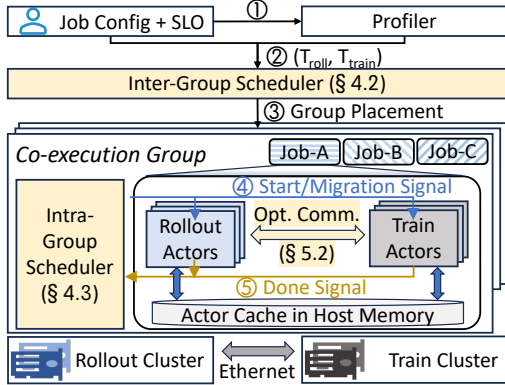 Job Config + SLO
①
Profiler
② (T_roll, T_train)
Inter-Group Scheduler (§ 4.2)
③ Group Placement
Co-execution Group
Job-A
Job-B
Job-C
④ Start/Migration Signal
Intra-
Group
Scheduler
(§ 4.3)
Rollout
Actors
Opt. Comm.
(§ 5.2)
Train
Actors
⑤ Done Signal
Actor Cache in Host Memory
Rollout Cluster
Ethernet
Train Cluster